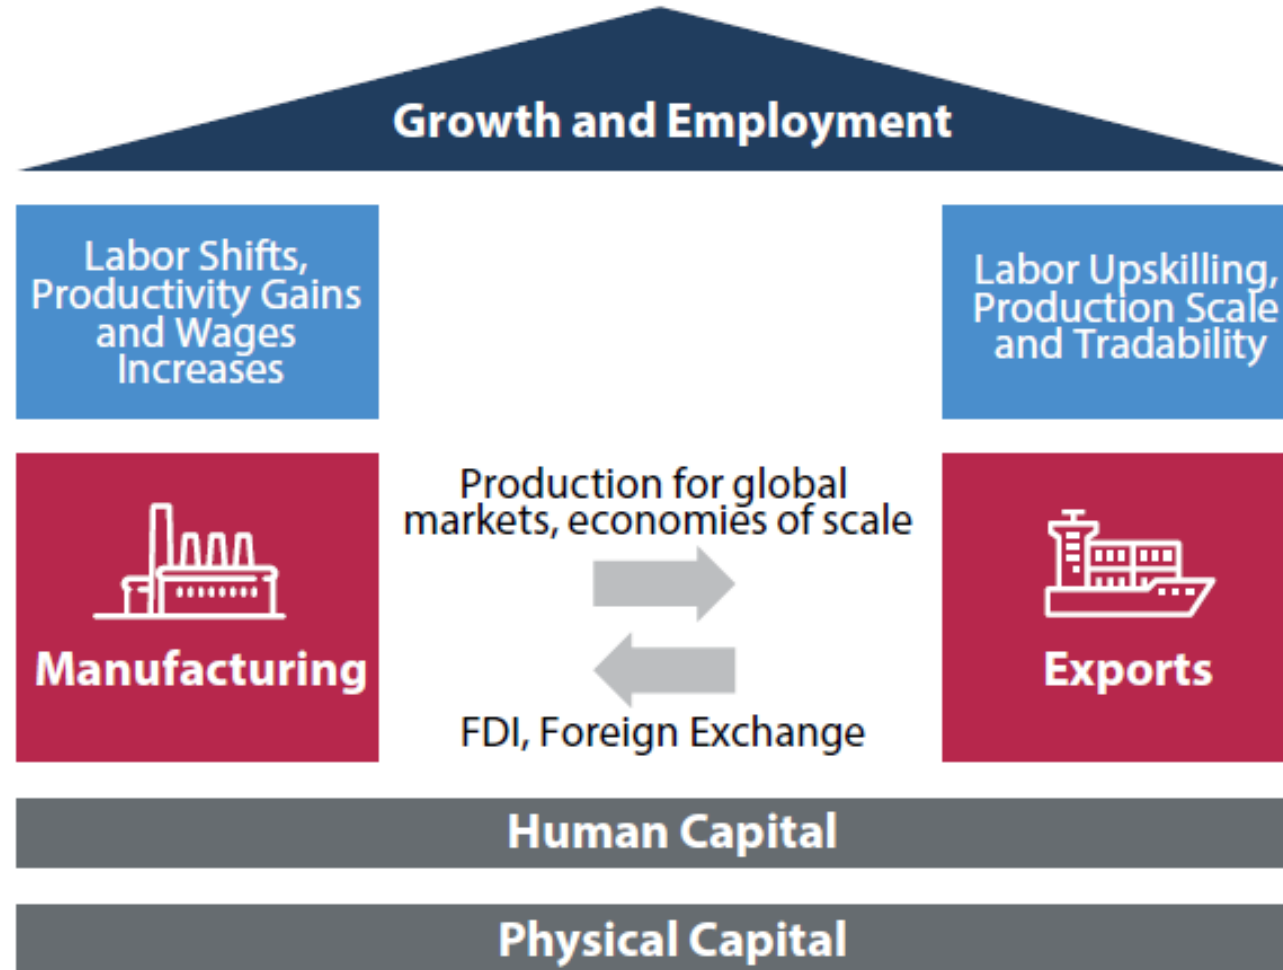 Growth and Employment
Labor Shifts,
Productivity Gains
and Wages
Increases
Labor Upskilling,
Production Scale
and Tradability
Production for global
markets, economies of scale
Manufacturing
Exports
FDI, Foreign Exchange
Human Capital
Physical Capital